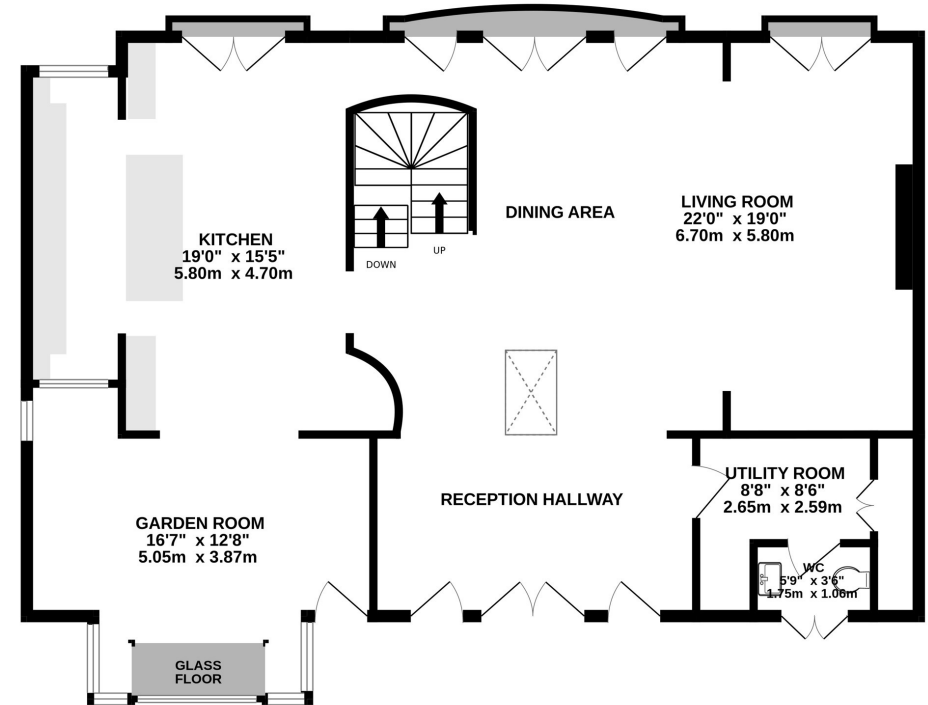 KITCHEN
19'0" x 15'5"
5.80m x 4.70m
DOWN
UP
DINING AREA
LIVING ROOM
22'0" x 19'0"
6.70m x 5.80m
GARDEN ROOM
16'7" x 12'8"
5.05m x 3.87m
RECEPTION HALLWAY
UTILITY ROOM
8'8" x 8'6"
2.65m x 2.59m
WC
5'9" x 3'6"
1.75m x 1.06m
GLASS
FLOOR